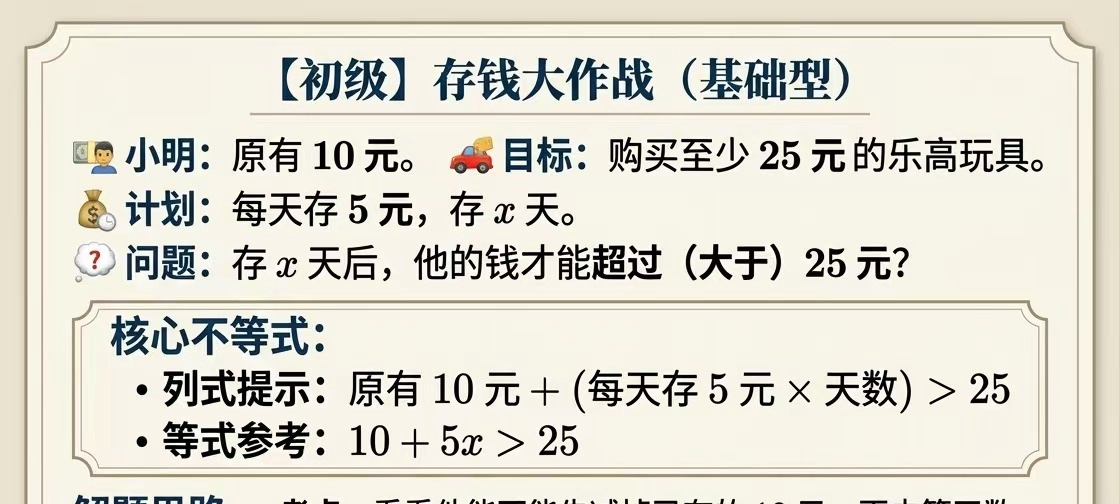 【初级】存钱大作战（基础型）
小明：原有 10 元。 目标：购买至少 25 元的乐高玩具。
计划：每天存 5 元，存 x 天。
问题：存 x 天后，他的钱才能超过（大于）25 元？
核心不等式：
• 列式提示：原有 10 元 + (每天存 5 元 × 天数) > 25
• 等式参考：10 + 5x > 25